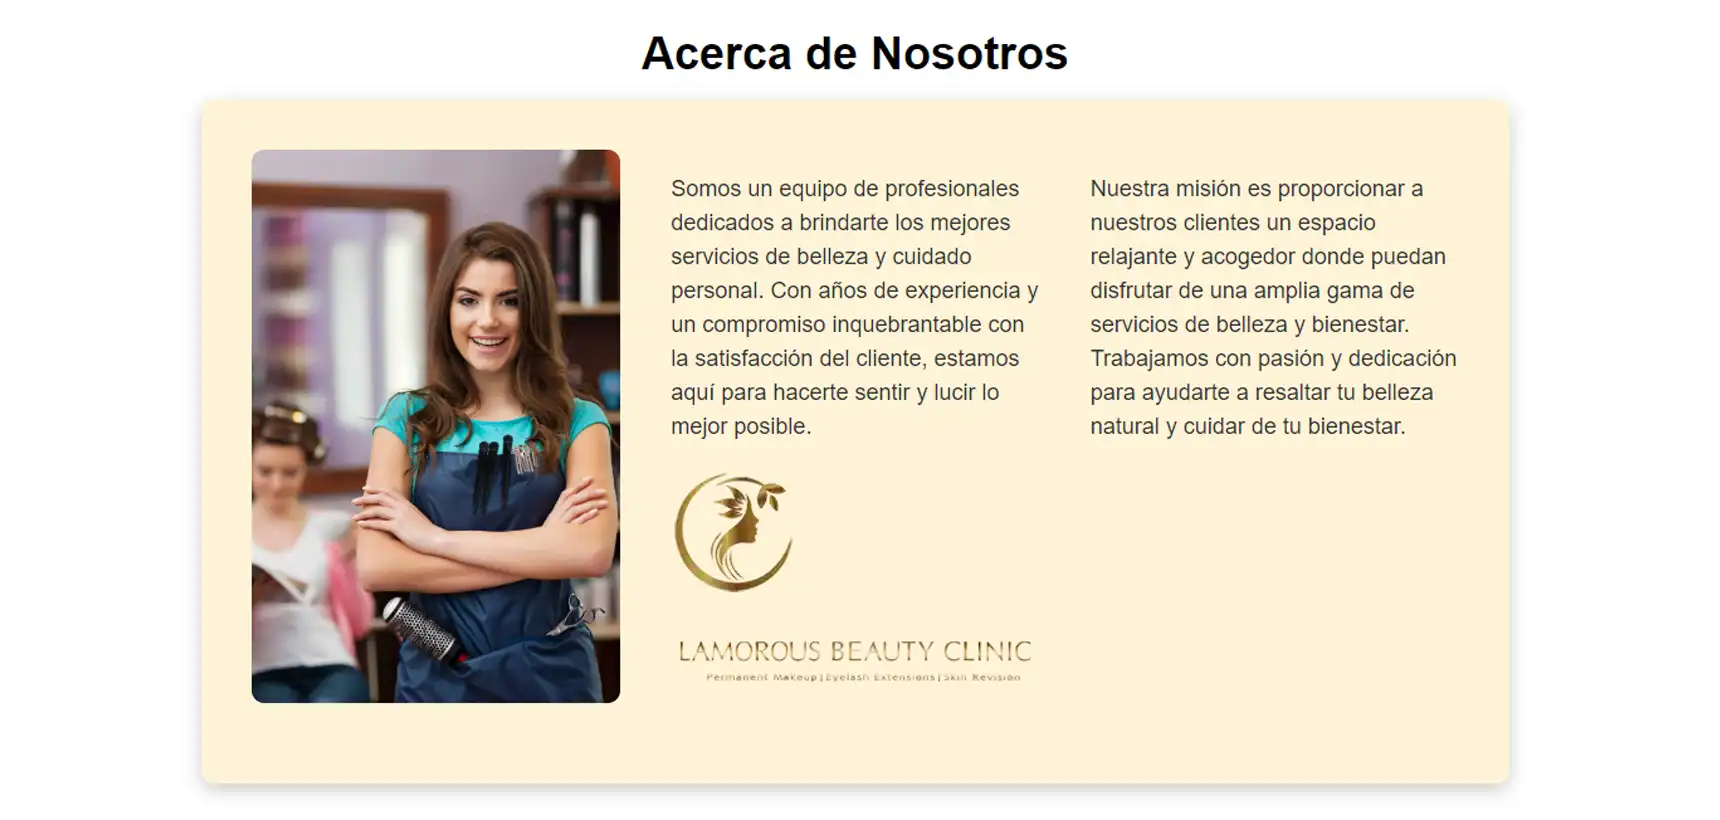 Acerca de Nosotros
Somos un equipo de profesionales
dedicados a brindarte los mejores
servicios de belleza y cuidado
personal. Con años de experiencia y
un compromiso inquebrantable con
la satisfacción del cliente, estamos
aquí para hacerte sentir y lucir lo
mejor posible.
LAMOROUS BEAUTY CLINIC
Permanent Makeup|Eyelash Extensions|Skin Revision
Nuestra misión es proporcionar a
nuestros clientes un espacio
relajante y acogedor donde puedan
disfrutar de una amplia gama de
servicios de belleza y bienestar.
Trabajamos con pasión y dedicación
para ayudarte a resaltar tu belleza
natural y cuidar de tu bienestar.